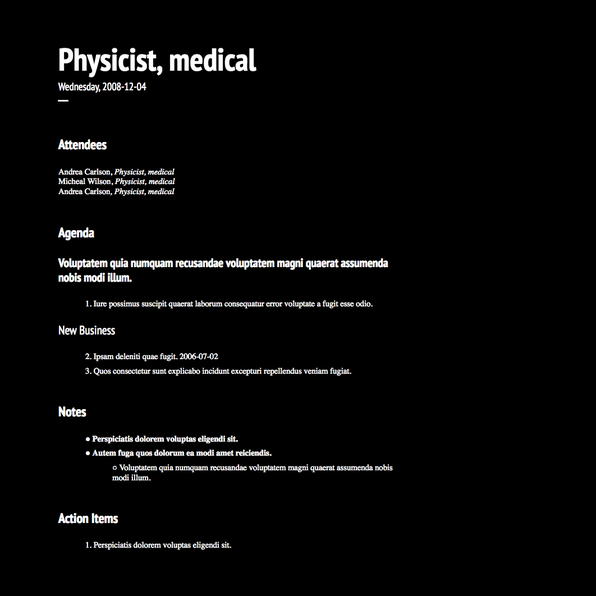 Physicist, medical
Wednesday, 2008-12-04
Attendees
Andrea Carlson, Physicist, medical
Micheal Wilson, Physicist, medical
Andrea Carlson, Physicist, medical
Agenda
Voluptatem quia numquam recusandae voluptatem magni quaerat assumenda
nobis modi illum.
1. Iure possimus suscipit quaerat laborum consequatur error voluptate a fugit esse odio.
New Business
2. Ipsam deleniti quae fugit. 2006-07-02
3. Quos consectetur sunt explicabo incidunt excepturi repellendus veniam fugiat.
Notes
● Perspiciatis dolorem voluptas eligendi sit.
● Autem fuga quos dolorum ea modi amet reiciendis.
○ Voluptatem quia numquam recusandae voluptatem magni quaerat assumenda nobis
modi illum.
Action Items
1. Perspiciatis dolorem voluptas eligendi sit.